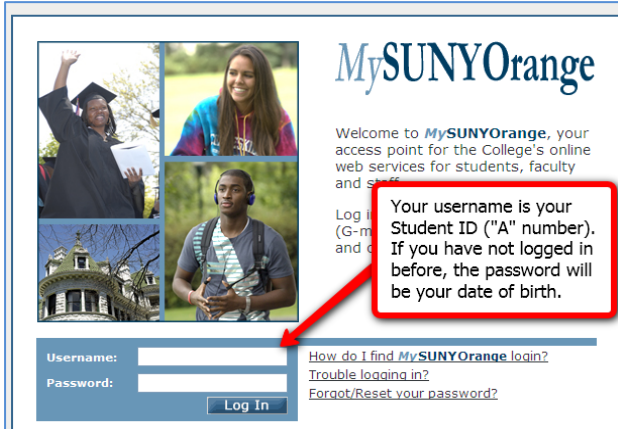 MySUNYOrange
Welcome to MySUNYOrange, your
access point for the College's online
web services for students, faculty
and staff
Log i
(G-m
and
Your username is your
Student ID ("A" number).
If you have not logged in
before, the password will
be your date of birth.
Username:
Password:
Log In
How do I find MySUNYOrange login?
Trouble logging in?
Forgot/Reset your password?